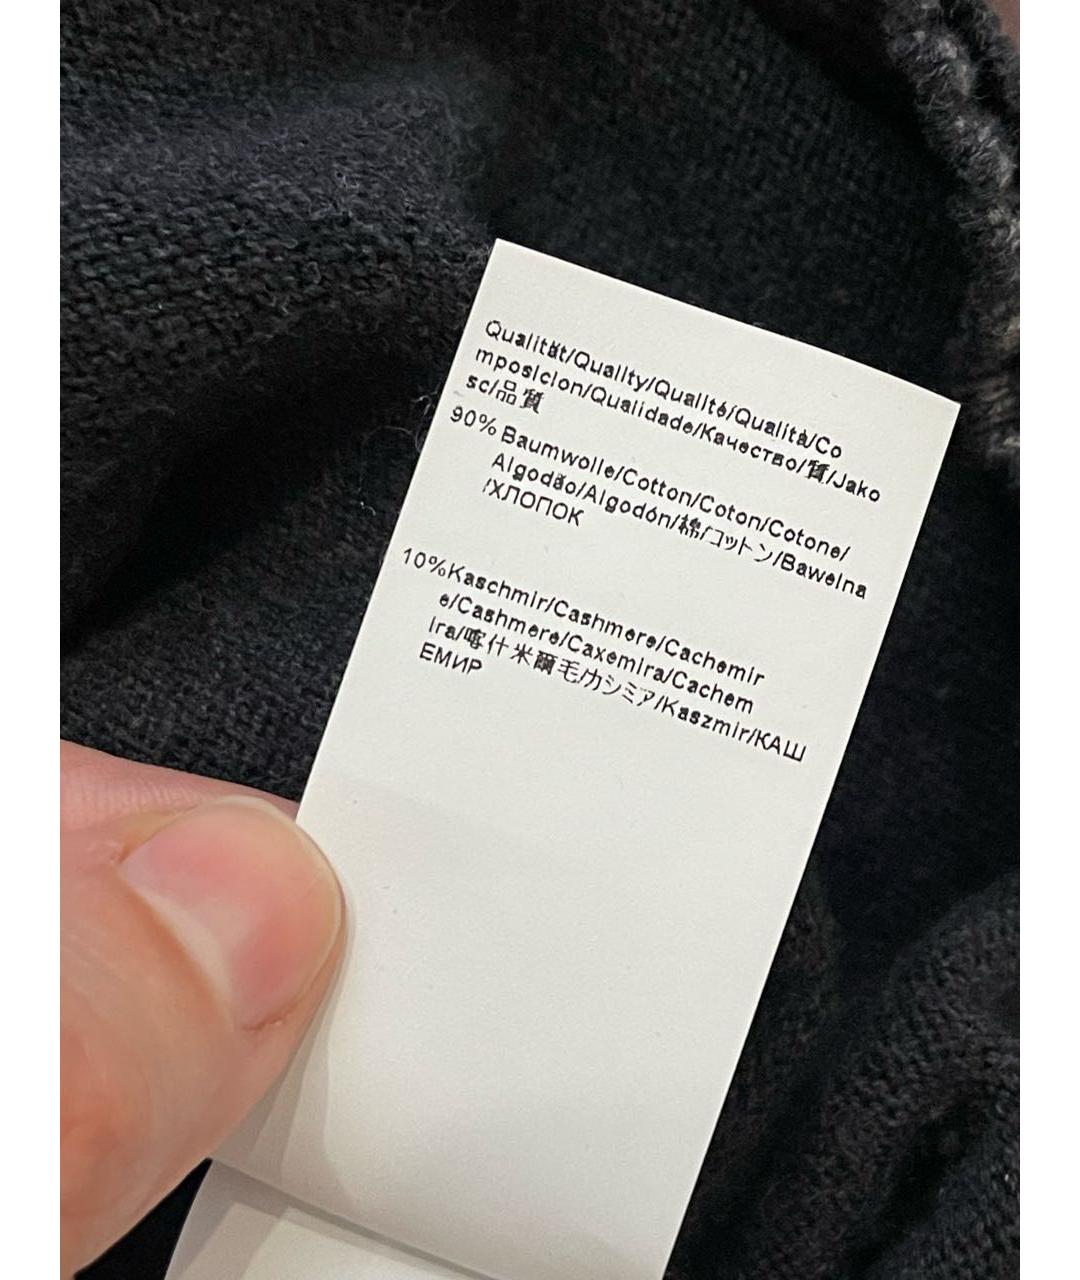 Qualität/Quality/Qualité/Qualità/Co
mposicion/Qualidade/Качество/質/Jako
sc/品質
90% Baumwolle/Cotton/Coton/Cotone/
Algodão/Algodón/綿/コットン/Bawelna
/ХЛОПОК
10%Kaschmir/Cashmere/Cachemir
e/Cashmere/Caxemira/Cachem
ira/喀什米爾毛/カシミア/Kaszmir/КАШ
ЕМИР